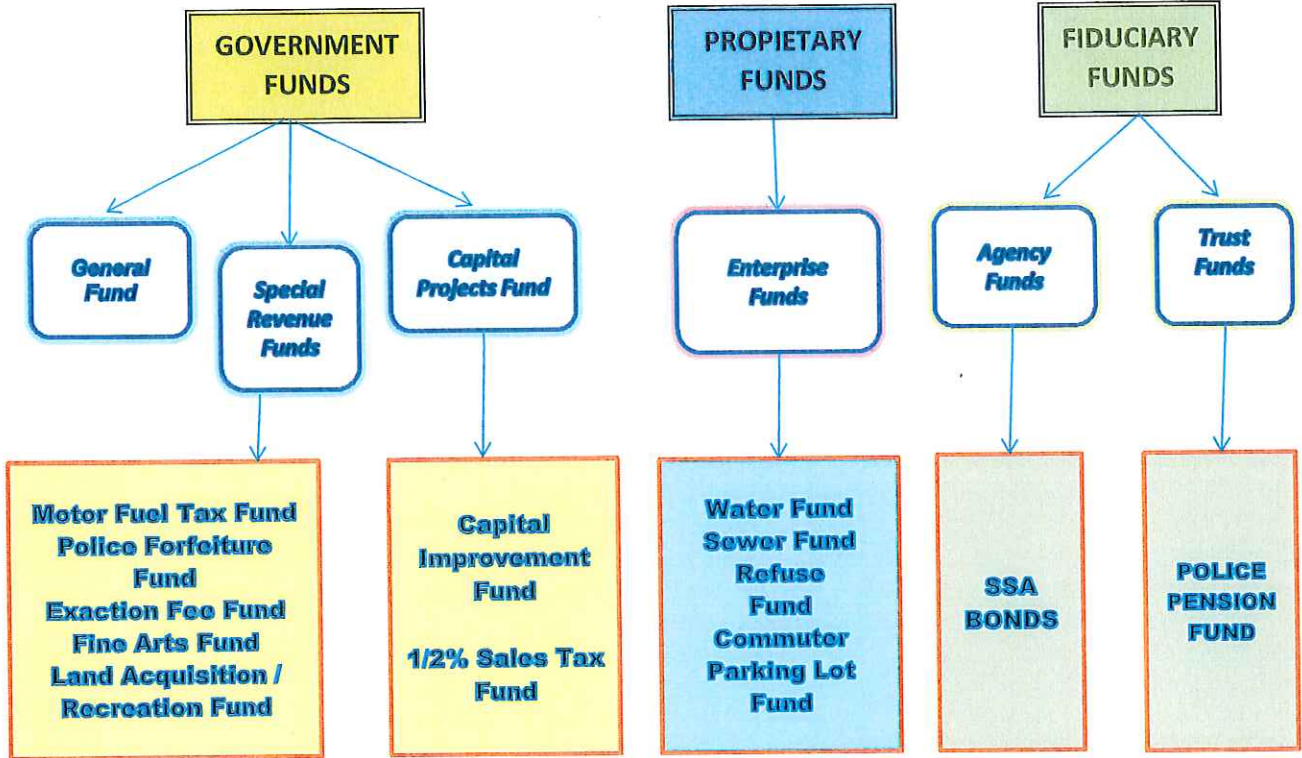 GOVERNMENT
FUNDS
PROPIETARY
FUNDS
FIDUCIARY
FUNDS
General
Fund
Special
Revenue
Funds
Capital
Projects Fund
Enterprise
Funds
Agency
Funds
Trust
Funds
Motor Fuel Tax Fund
Police Forfeiture
Fund
Exaction Fee Fund
Fine Arts Fund
Land Acquisition /
Recreation Fund
Capital
Improvement
Fund
1/2% Sales Tax
Fund
Water Fund
Sewer Fund
Refuse
Fund
Commuter
Parking Lot
Fund
SSA
BONDS
POLICE
PENSION
FUND